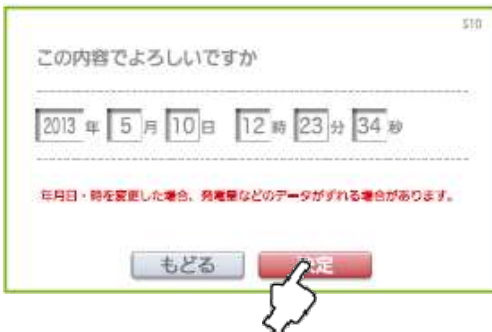 S10
この内容でよろしいですか
2013 年 5 月 10 日 12 時 23 分 34 秒
年月日・時を変更した場合、発電量などのデータがずれる場合があります。
もどる 決定